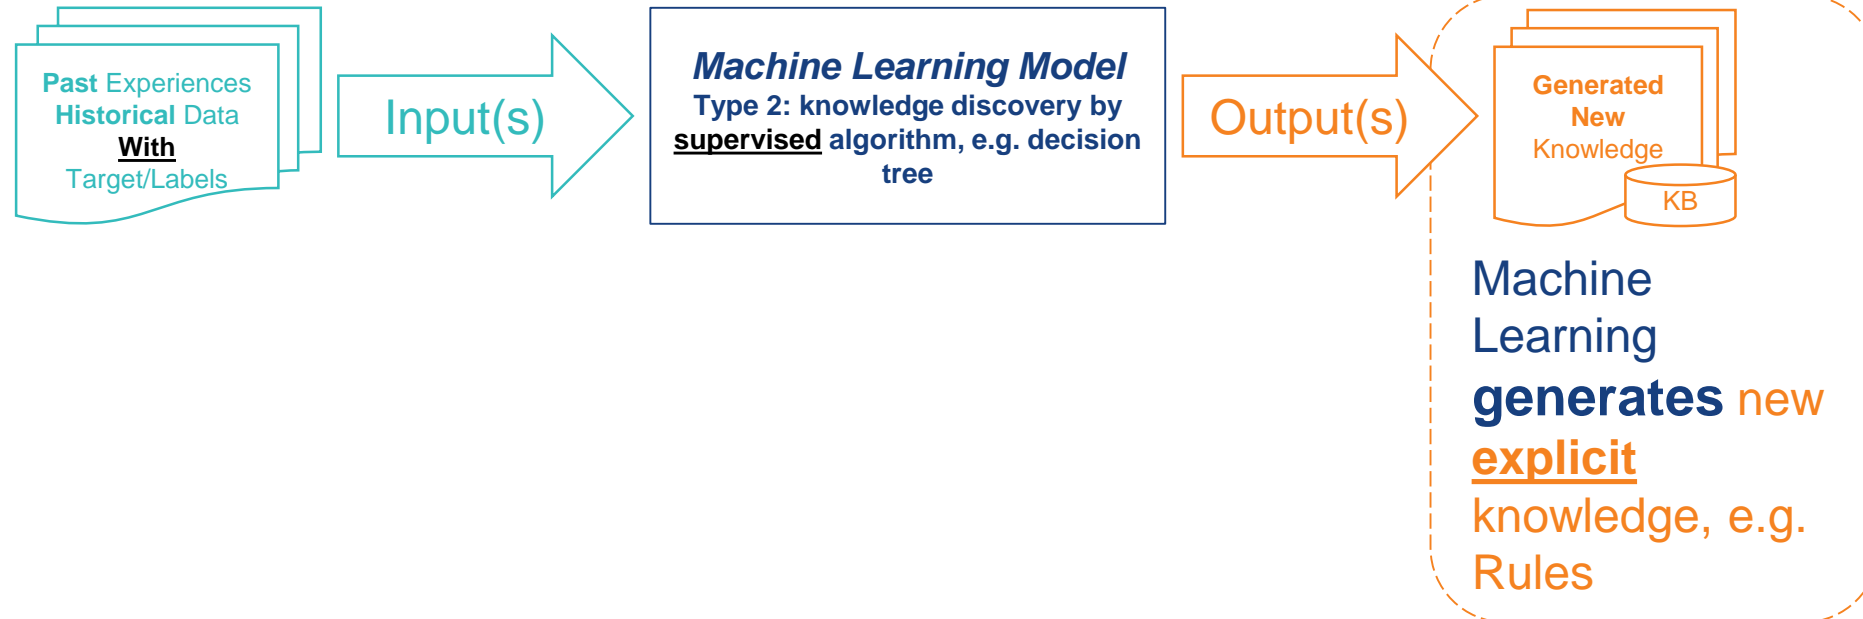 Past Experiences
Historical Data
With
Target/Labels
Input(s)
Machine Learning Model
Type 2: knowledge discovery by
supervised algorithm, e.g. decision
tree
Output(s)
Generated
New
Knowledge
KB
Machine
Learning
generates new
explicit
knowledge, e.g.
Rules